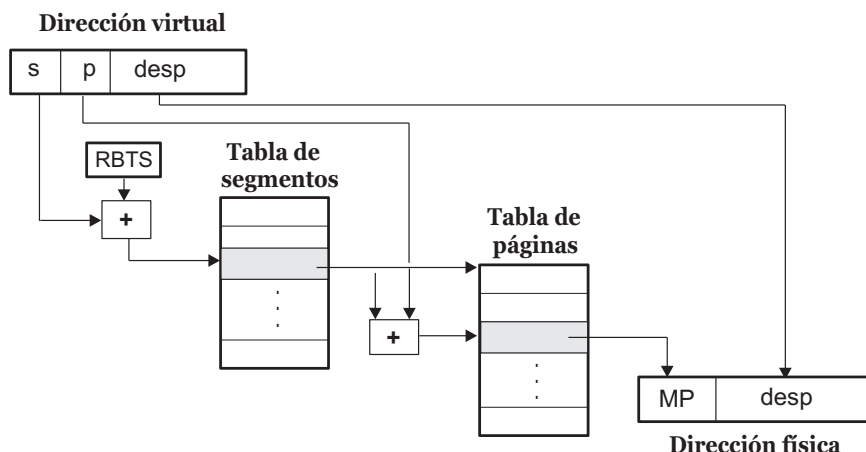 Dirección virtual
s p desp
RBTS
Tabla de
segmentos
+
Tabla de
páginas
+
MP desp
Dirección física